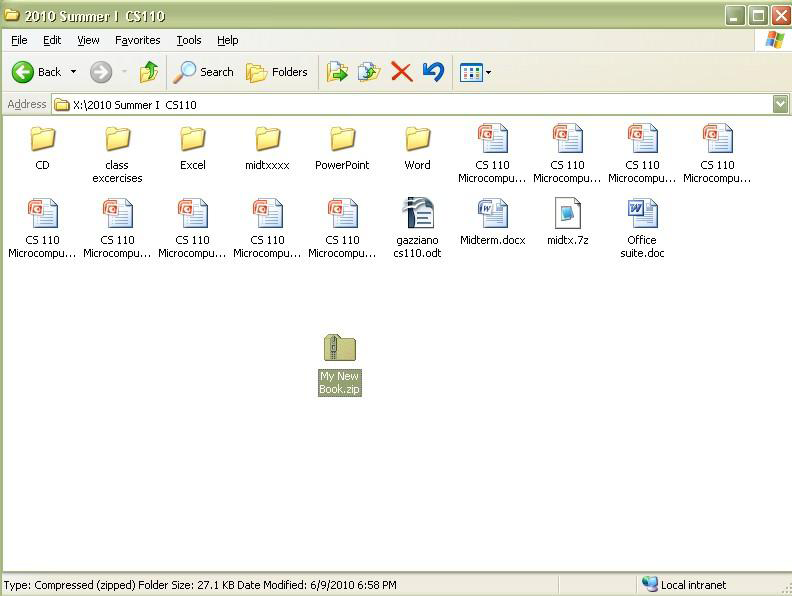 2010 Summer I  CS110
File Edit View Favorites Tools Help
Back Search Folders
Address X:\2010 Summer I  CS110
CD
class
excercises
Excel
midtxxxx
PowerPoint
Word
CS 110
Microcompu...
CS 110
Microcompu...
CS 110
Microcompu...
CS 110
Microcompu...
CS 110
Microcompu...
CS 110
Microcompu...
CS 110
Microcompu...
CS 110
Microcompu...
CS 110
Microcompu...
gazziano
cs110.odt
Midterm.docx
midtx.7z
Office
suite.doc
My New
Book.zip
Type: Compressed (zipped) Folder Size: 27.1 KB Date Modified: 6/9/2010 6:58 PM
Local intranet